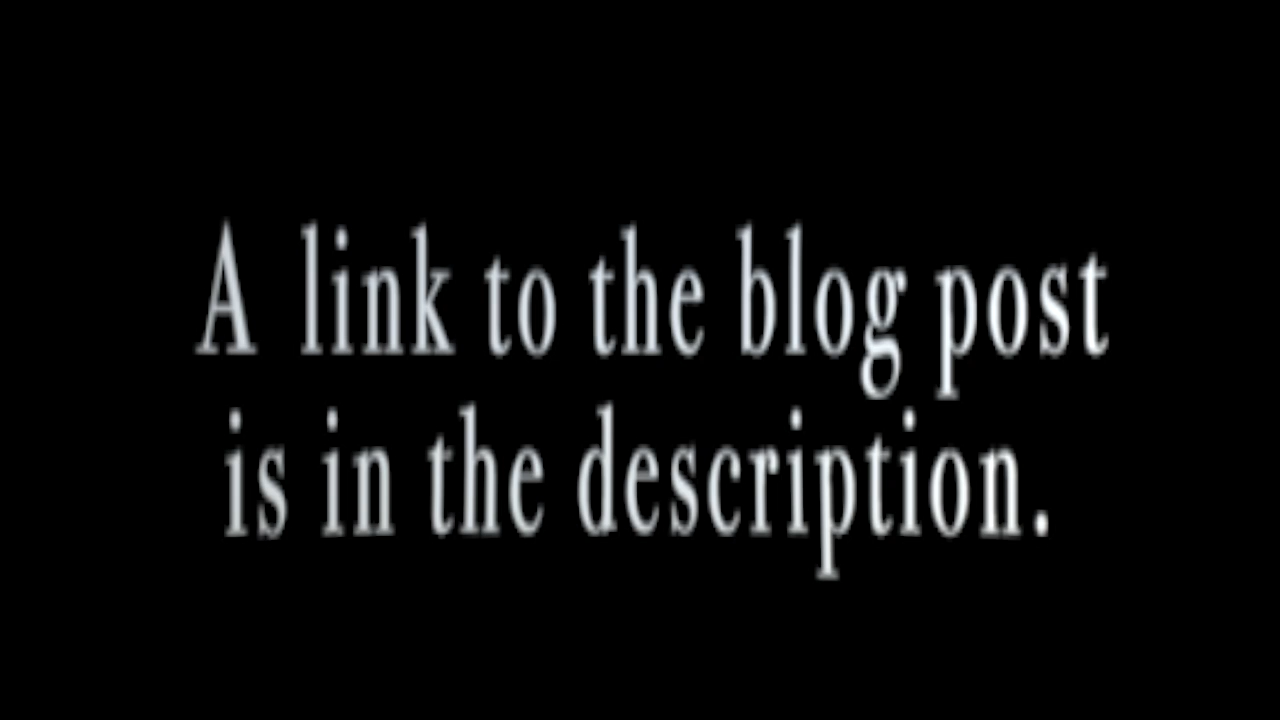 A link to the blog post
is in the description.